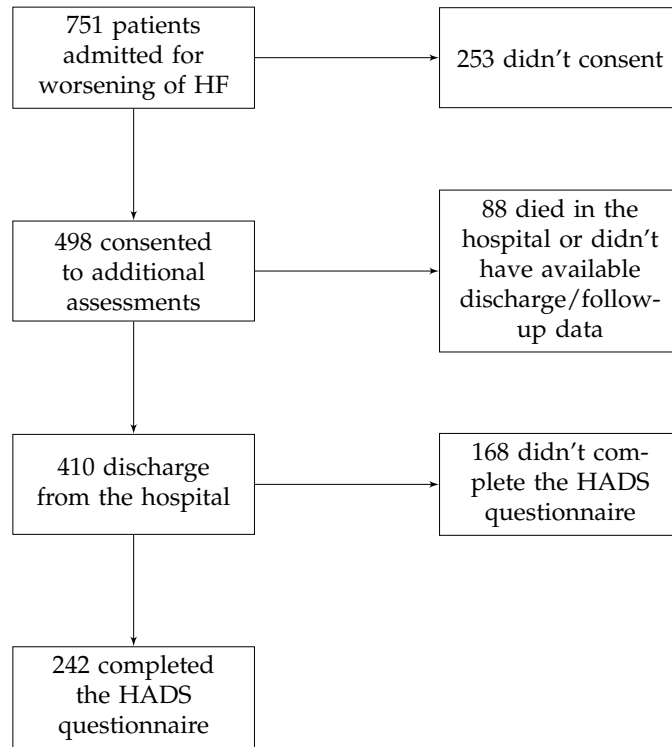 751 patients
admitted for
worsening of HF
253 didn't consent
498 consented
to additional
assessments
88 died in the
hospital or didn't
have available
discharge/follow-
up data
410 discharge
from the hospital
168 didn't com-
plete the HADS
questionnaire
242 completed
the HADS
questionnaire